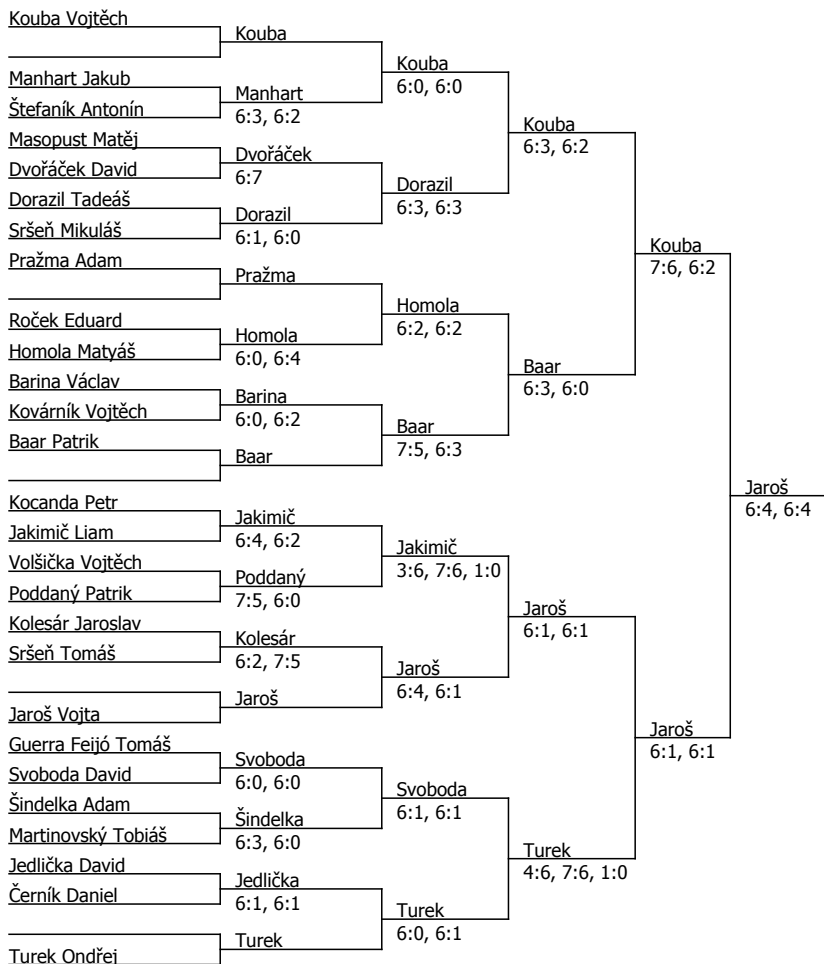 Kouba Vojtěch
Kouba
Kouba
6:0, 6:0
Manhart Jakub
Manhart
6:3, 6:2
Štefaník Antonín
Kouba
6:3, 6:2
Masopust Matěj
Dvořáček
6:7
Dvořáček David
Dorazil
6:3, 6:3
Dorazil Tadeáš
Dorazil
6:1, 6:0
Sršeň Mikuláš
Kouba
7:6, 6:2
Pražma Adam
Pražma
Homola
6:2, 6:2
Roček Eduard
Homola
6:0, 6:4
Homola Matyáš
Baar
6:3, 6:0
Barina Václav
Barina
6:0, 6:2
Kovárník Vojtěch
Baar
7:5, 6:3
Baar Patrik
Baar
Jaroš
6:4, 6:4
Kocanda Petr
Jakimič
6:4, 6:2
Jakimič Liam
Jakimič
3:6, 7:6, 1:0
Volšička Vojtěch
Poddaný
7:5, 6:0
Poddaný Patrik
Jaroš
6:1, 6:1
Kolesár Jaroslav
Kolesár
6:2, 7:5
Sršeň Tomáš
Jaroš
6:4, 6:1
Jaroš
Jaroš Vojta
Jaroš
6:1, 6:1
Guerra Feijó Tomáš
Svoboda
6:0, 6:0
Svoboda David
Svoboda
6:1, 6:1
Šindelka Adam
Šindelka
6:3, 6:0
Martinovský Tobiáš
Turek
4:6, 7:6, 1:0
Jedlička David
Jedlička
6:1, 6:1
Černík Daniel
Turek
6:0, 6:1
Turek
Turek Ondřej